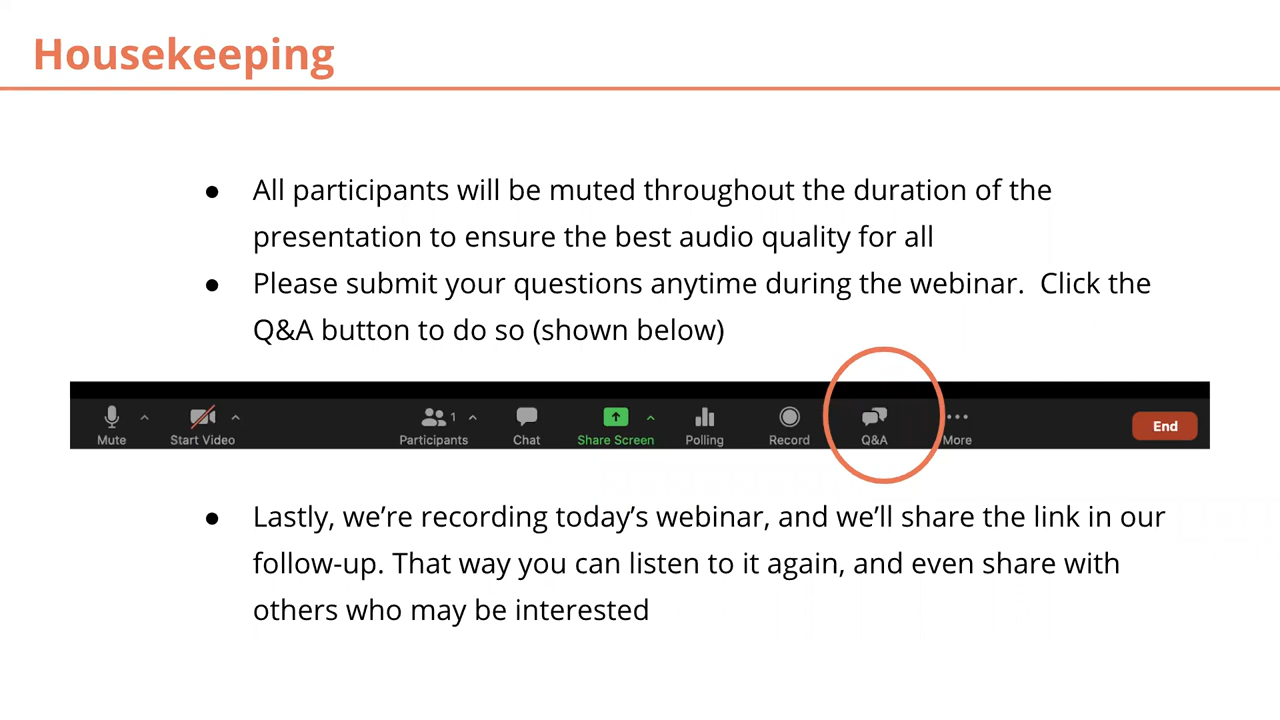 Housekeeping
● All participants will be muted throughout the duration of the
presentation to ensure the best audio quality for all
● Please submit your questions anytime during the webinar.  Click the
Q&A button to do so (shown below)
1
Mute Start Video Participants Chat Share Screen Polling Record Q&A More End
● Lastly, we’re recording today’s webinar, and we’ll share the link in our
follow-up. That way you can listen to it again, and even share with
others who may be interested